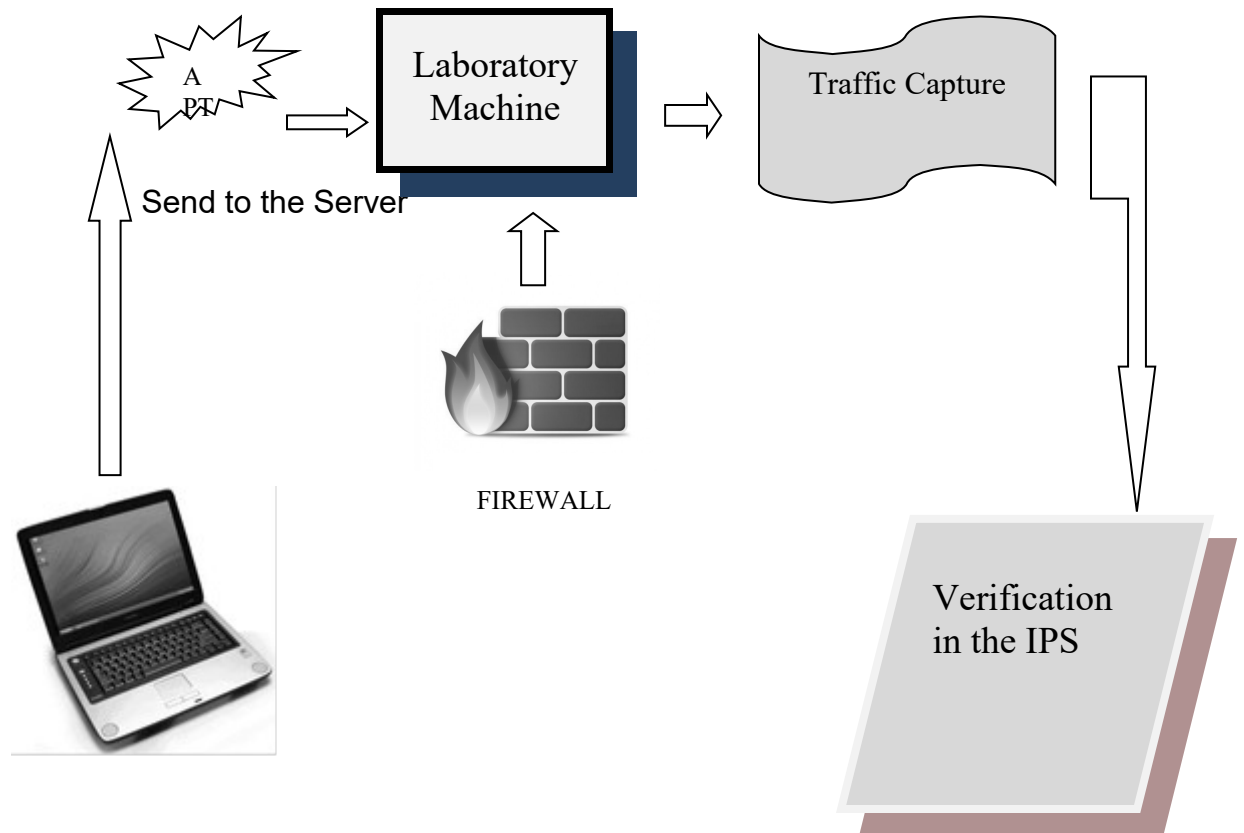 A
PT
Laboratory
Machine
Traffic Capture
Send to the Server
FIREWALL
Verification
in the IPS